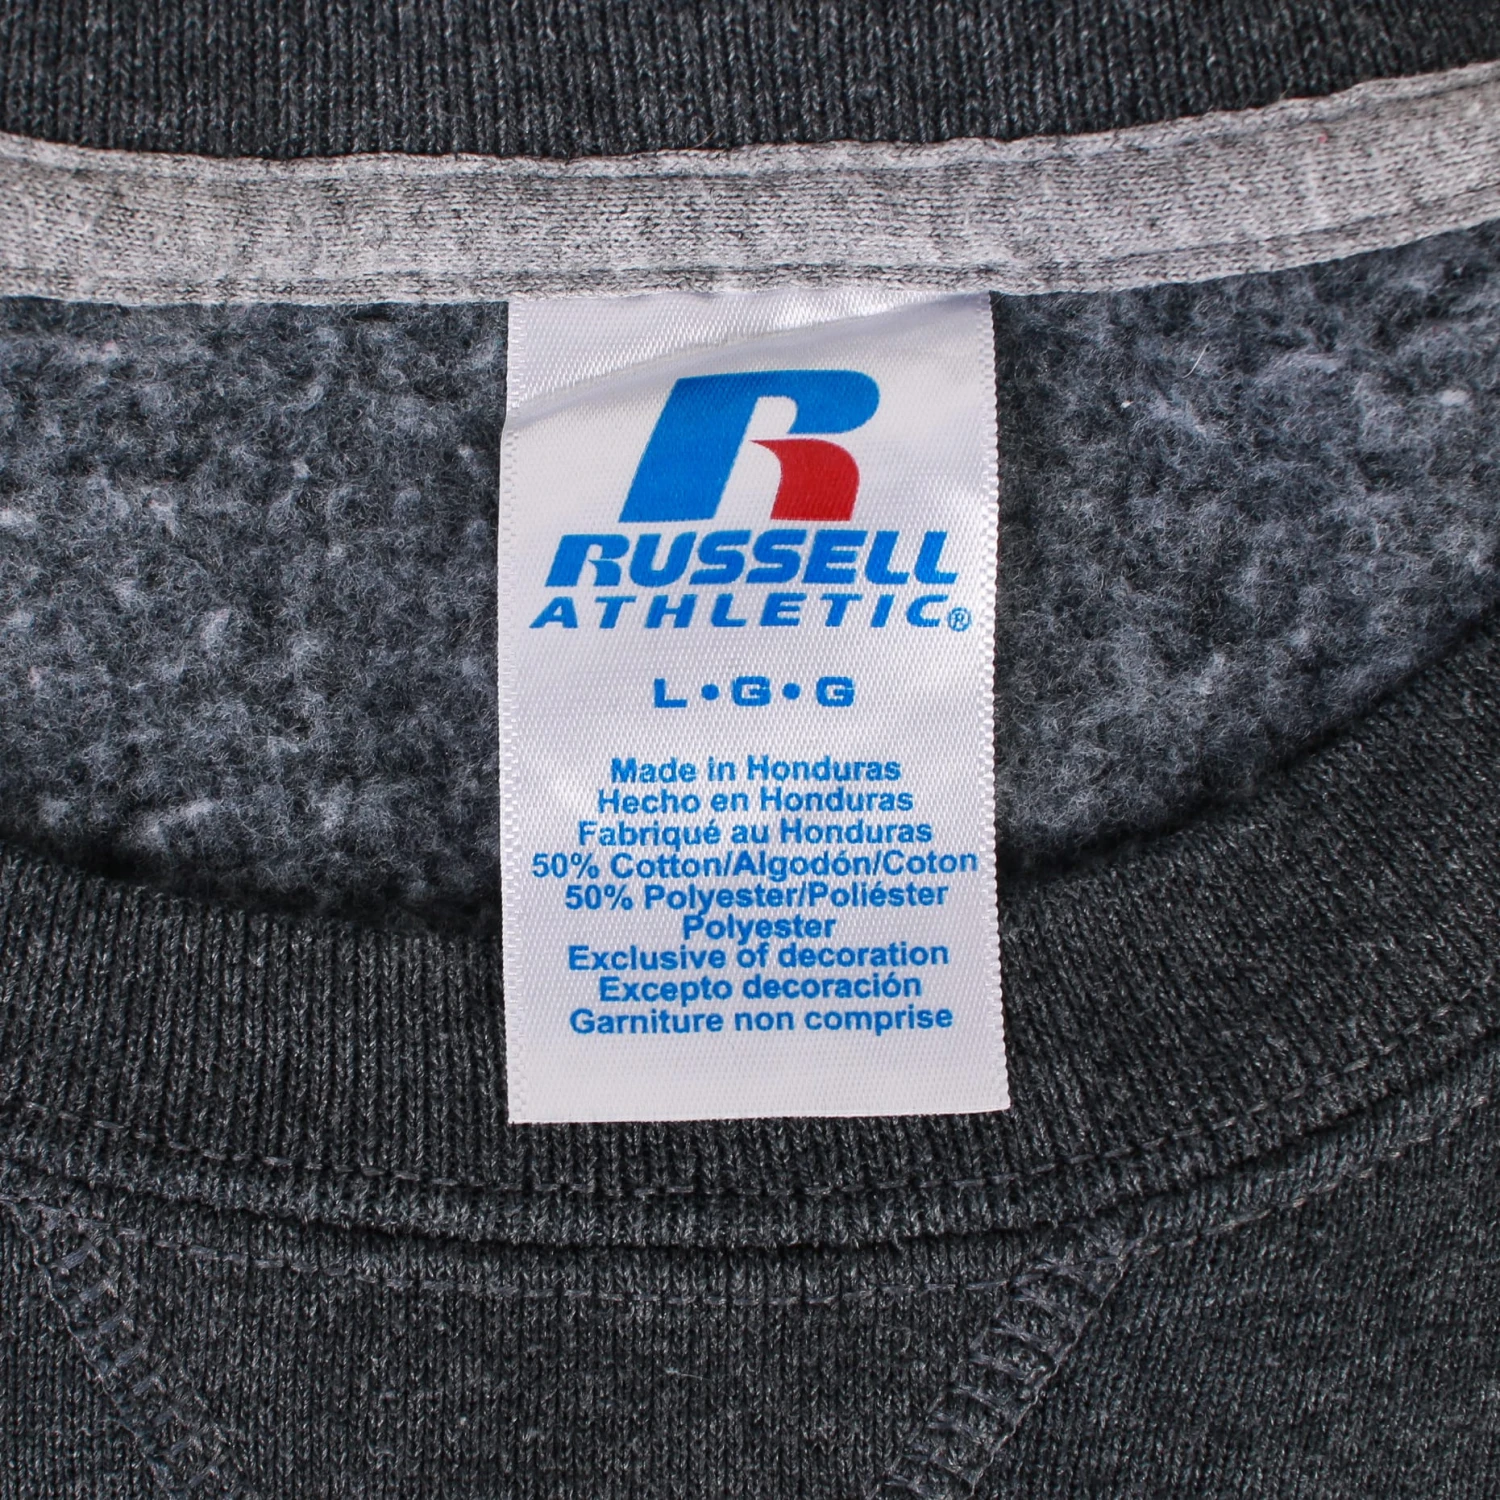 R
RUSSELL
ATHLETIC®
L•G•G
Made in Honduras
Hecho en Honduras
Fabriqué au Honduras
50% Cotton/Algodón/Coton
50% Polyester/Poliéster
Polyester
Exclusive of decoration
Excepto decoración
Garniture non comprise